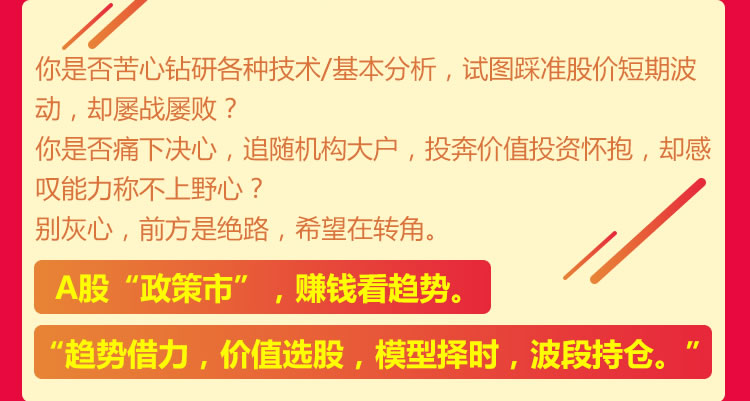 你是否苦心钻研各种技术/基本分析，试图踩准股价短期波
动，却屡战屡败？
你是否痛下决心，追随机构大户，投奔价值投资怀抱，却感
叹能力称不上野心？
别灰心，前方是绝路，希望在转角。
A股“政策市”，赚钱看趋势。
“趋势借力，价值选股，模型择时，波段持仓。”